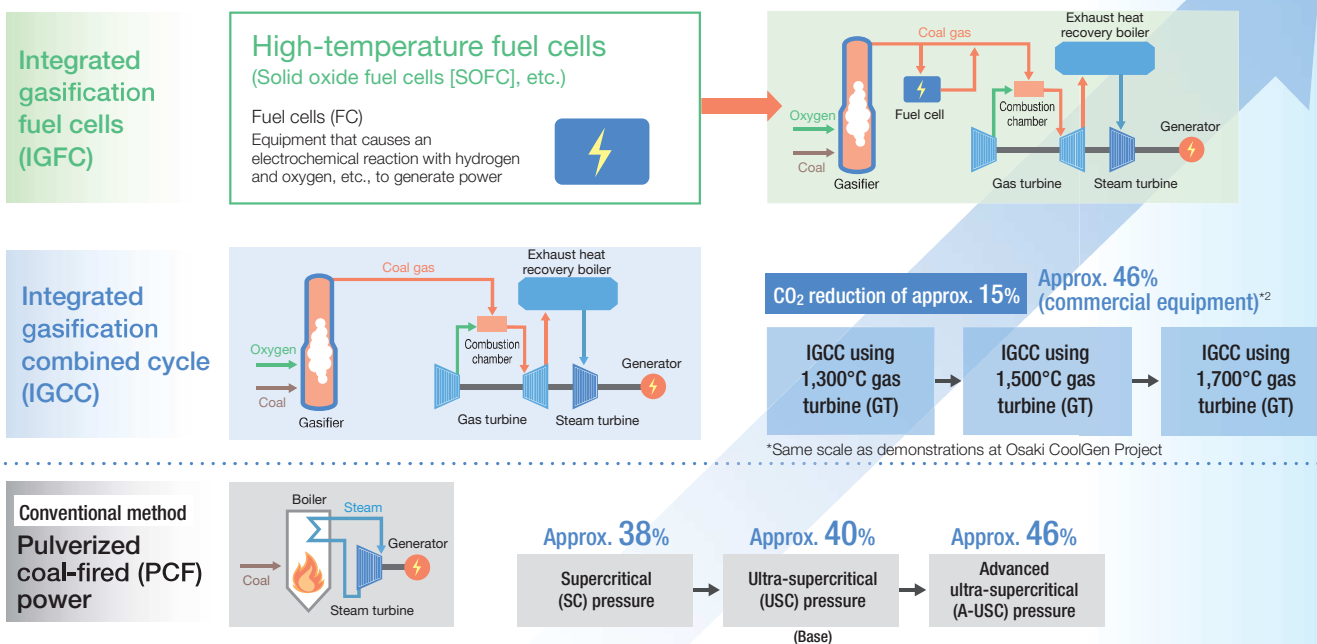 Integrated
gasification
fuel cells
(IGFC)
High-temperature fuel cells
(Solid oxide fuel cells [SOFC], etc.)
Fuel cells (FC)
Equipment that causes an
electrochemical reaction with hydrogen
and oxygen, etc., to generate power
Exhaust heat
recovery boiler
Coal gas
Fuel cell
Combustion
chamber
Oxygen
Coal
Generator
Gasifier
Gas turbine
Steam turbine
Integrated
gasification
combined cycle
(IGCC)
Exhaust heat
recovery boiler
Coal gas
Combustion
chamber
Oxygen
Coal
Generator
Gasifier
Gas turbine
Steam turbine
CO₂ reduction of approx. 15%
Approx. 46%
(commercial equipment)*2
IGCC using
1,300°C gas
turbine (GT)
IGCC using
1,500°C gas
turbine (GT)
IGCC using
1,700°C gas
turbine (GT)
*Same scale as demonstrations at Osaki CoolGen Project
Conventional method
Pulverized
coal-fired (PCF)
power
Boiler
Steam
Generator
Coal
Steam turbine
Approx. 38%
Supercritical
(SC) pressure
Approx. 40%
Ultra-supercritical
(USC) pressure
(Base)
Approx. 46%
Advanced
ultra-supercritical
(A-USC) pressure